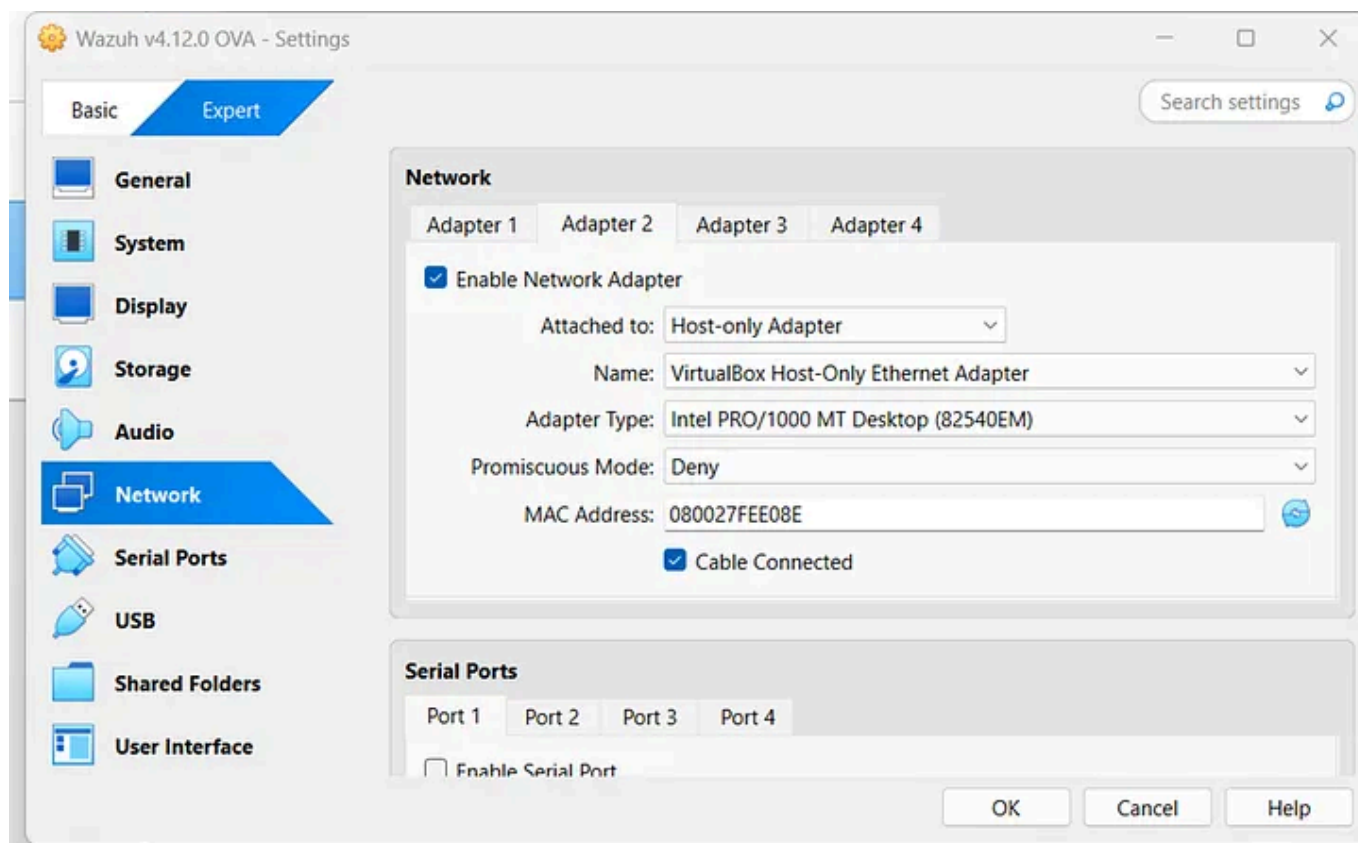 Wazuh v4.12.0 OVA - Settings
Basic
Expert
Search settings
General
System
Display
Storage
Audio
Network
Serial Ports
USB
Shared Folders
User Interface
Network
Adapter 1 Adapter 2 Adapter 3 Adapter 4
Enable Network Adapter
Attached to: Host-only Adapter
Name: VirtualBox Host-Only Ethernet Adapter
Adapter Type: Intel PRO/1000 MT Desktop (82540EM)
Promiscuous Mode: Deny
MAC Address: 080027FEE08E
Cable Connected
Serial Ports
Port 1 Port 2 Port 3 Port 4
Enable Serial Port
OK Cancel Help